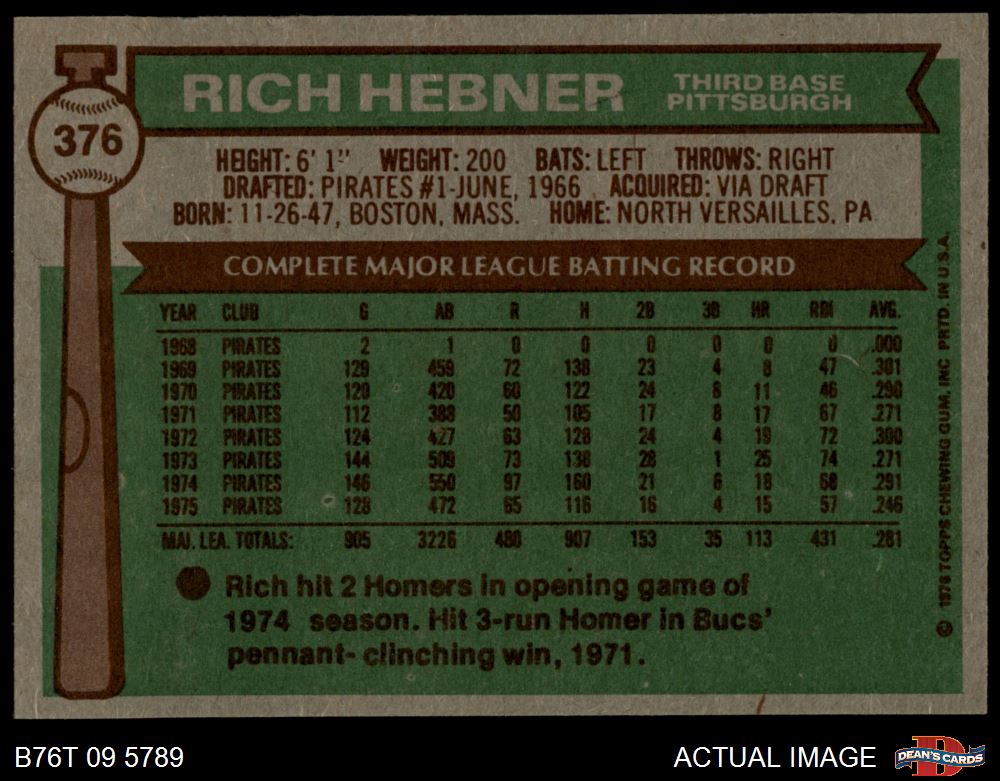 RICH HEBNER
THIRD BASE
PITTSBURGH
376
HEIGHT: 6' 1" WEIGHT: 200 BATS: LEFT THROWS: RIGHT
DRAFTED: PIRATES #1-JUNE, 1966 ACQUIRED: VIA DRAFT
BORN: 11-26-47, BOSTON, MASS. HOME: NORTH VERSAILLES, PA
COMPLETE MAJOR LEAGUE BATTING RECORD
YEAR CLUB G AB R H 2B 3B HR RBI AVG.
1968 PIRATES 2 1 0 0 0 0 0 0 .000
1969 PIRATES 129 459 72 138 23 4 8 47 .301
1970 PIRATES 120 420 60 122 24 8 11 46 .290
1971 PIRATES 112 388 50 105 17 8 17 67 .271
1972 PIRATES 124 427 63 128 24 4 19 72 .300
1973 PIRATES 144 509 73 138 28 1 25 74 .271
1974 PIRATES 146 550 97 160 21 6 18 68 .291
1975 PIRATES 128 472 65 116 16 4 15 57 .246
MAJ. LEA. TOTALS: 905 3226 480 907 153 35 113 431 .281
Rich hit 2 Homers in opening game of
1974 season. Hit 3-run Homer in Bucs'
pennant- clinching win, 1971.
© 1976 TOPPS CHEWING GUM, INC PRTD. IN U.S.A.
B76T 09 5789
ACTUAL IMAGE
D
DEAN'S CARDS